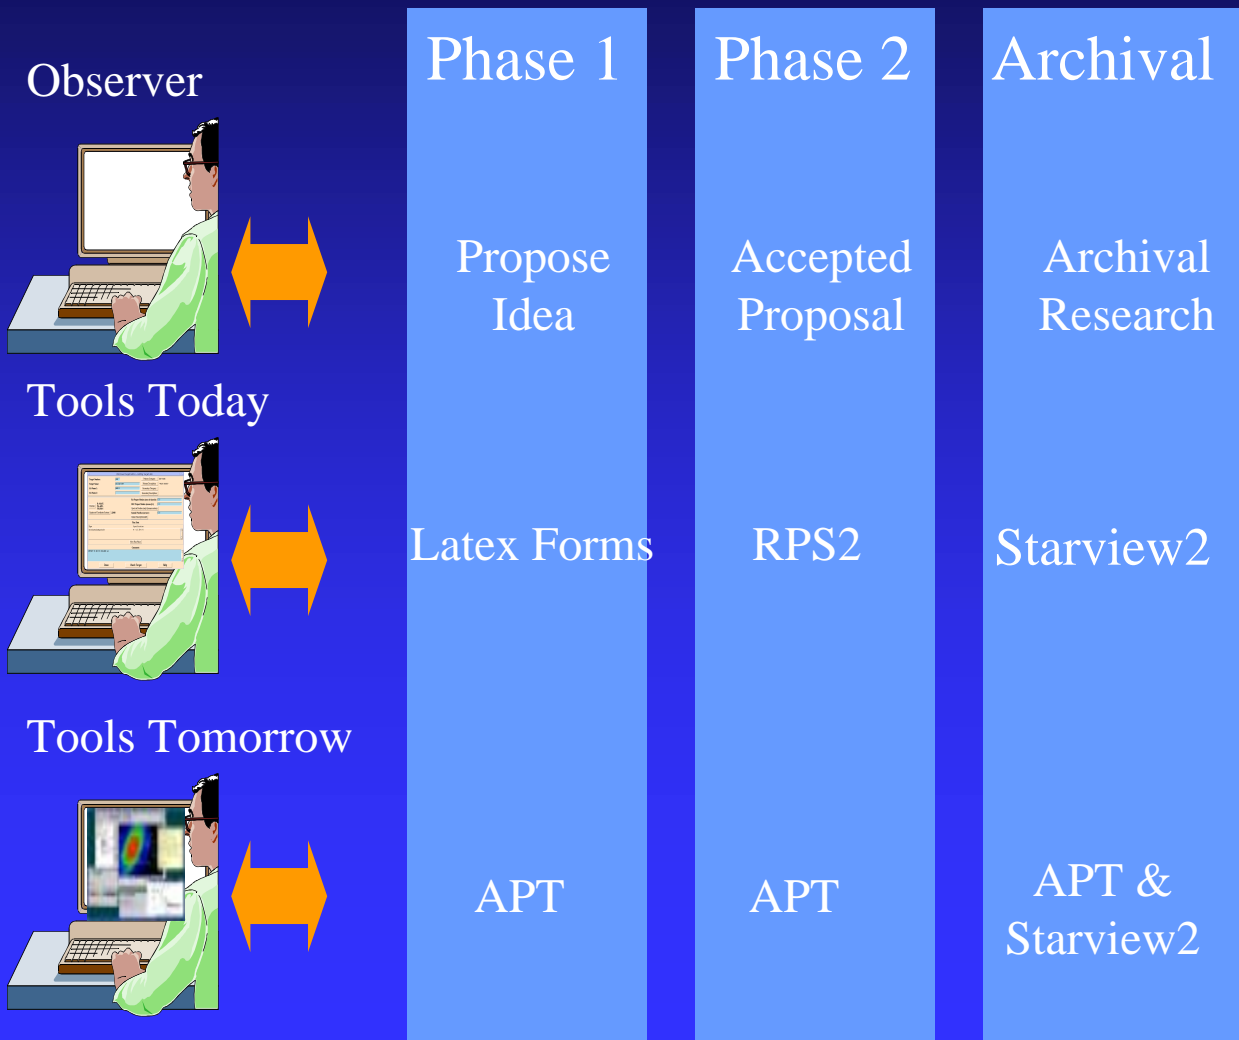 Observer
Phase 1
Phase 2
Archival
Propose
Idea
Accepted
Proposal
Archival
Research
Tools Today
Latex Forms
RPS2
Starview2
Tools Tomorrow
APT
APT
APT &
Starview2